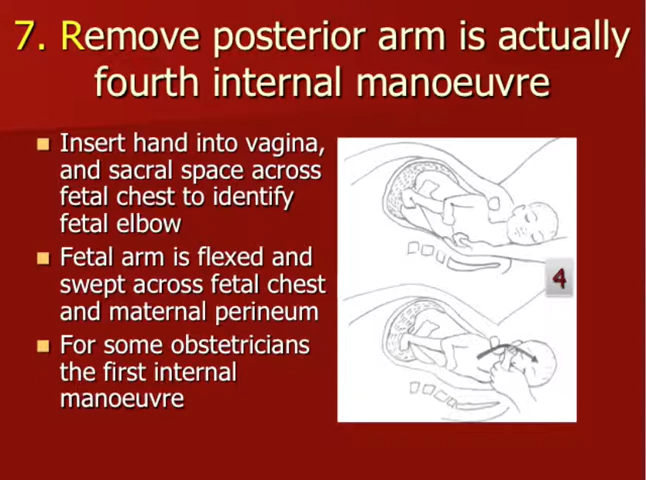 7. Remove posterior arm is actually
fourth internal manoeuvre
Insert hand into vagina,
and sacral space across
fetal chest to identify
fetal elbow
Fetal arm is flexed and
swept across fetal chest
and maternal perineum
For some obstetricians
the first internal
manoeuvre
4